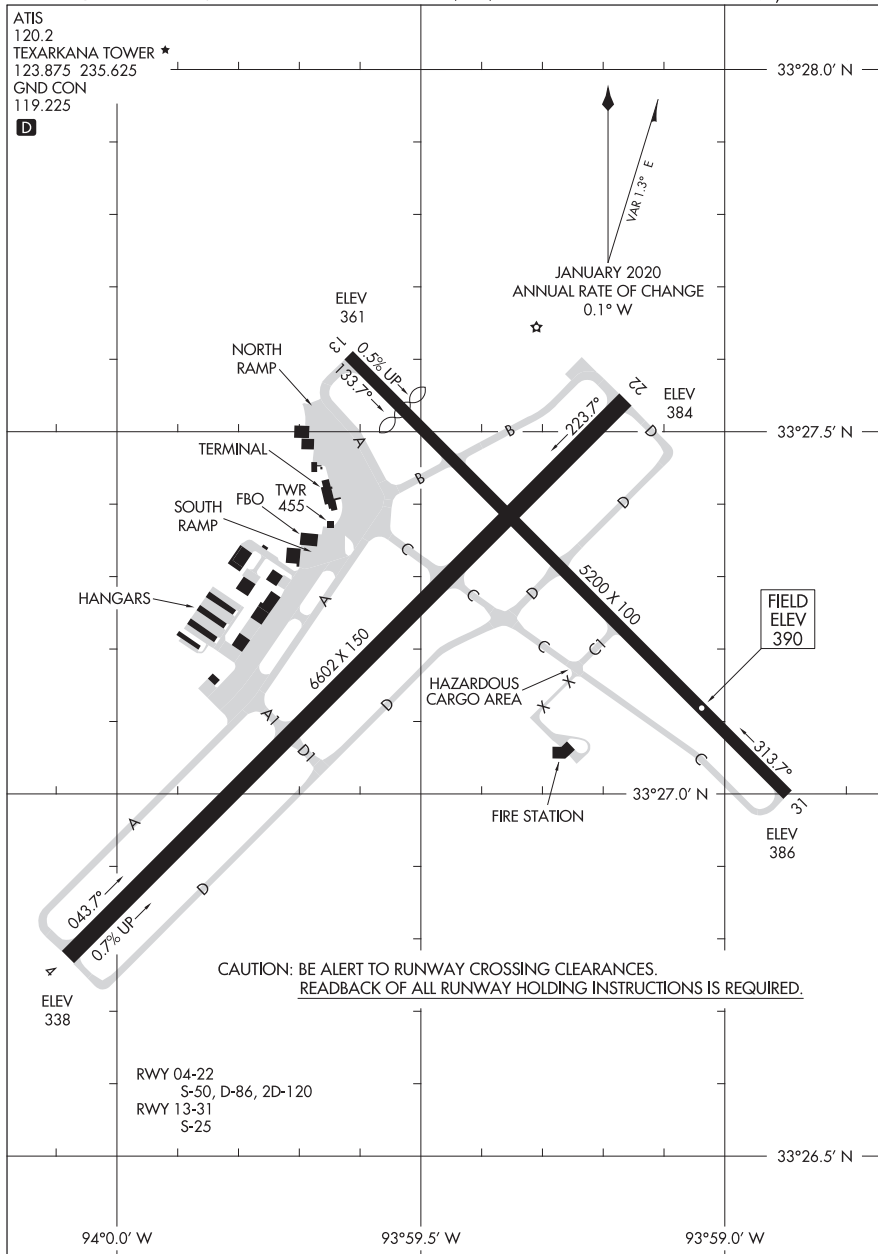 ATIS
120.2
TEXARKANA TOWER ★
123.875 235.625
GND CON
119.225
D
33°28.0' N
VAR 1.3° E
JANUARY 2020
ANNUAL RATE OF CHANGE
0.1° W
ELEV
361
13
0.5% UP
133.7°
NORTH
RAMP
22
ELEV
384
223.7°
33°27.5' N
A
B
B
D
TERMINAL
TWR
455
FBO
SOUTH
RAMP
D
C
C
D
HANGARS
A
5200 X 100
FIELD
ELEV
390
6602 X 150
C
C1
HAZARDOUS
CARGO AREA
X
X
D
A1
D1
C
313.7°
33°27.0' N
31
FIRE STATION
ELEV
386
A
D
043.7°
0.7% UP
4
ELEV
338
CAUTION: BE ALERT TO RUNWAY CROSSING CLEARANCES.
READBACK OF ALL RUNWAY HOLDING INSTRUCTIONS IS REQUIRED.
RWY 04-22
S-50, D-86, 2D-120
RWY 13-31
S-25
33°26.5' N
94°0.0' W
93°59.5' W
93°59.0' W